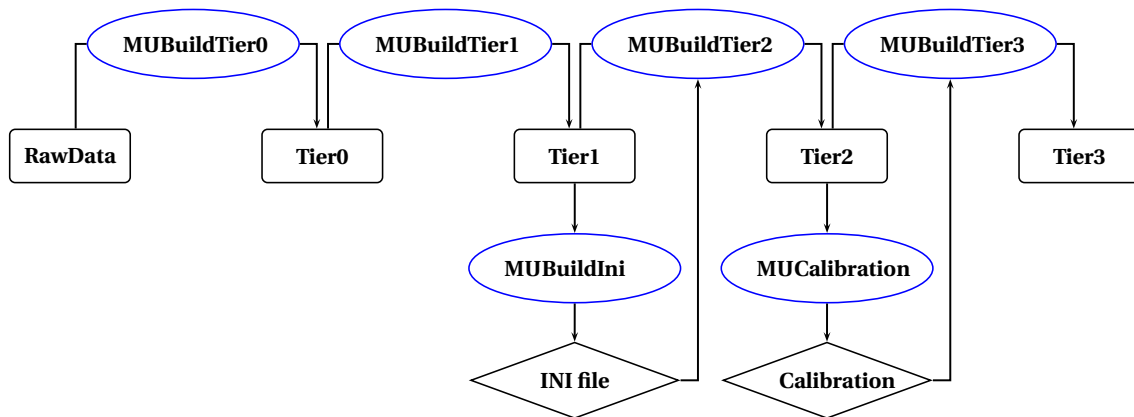 MUBuildTier0
MUBuildTier1
MUBuildTier2
MUBuildTier3
RawData
Tier0
Tier1
Tier2
Tier3
MUBuildIni
MUCalibration
INI file
Calibration